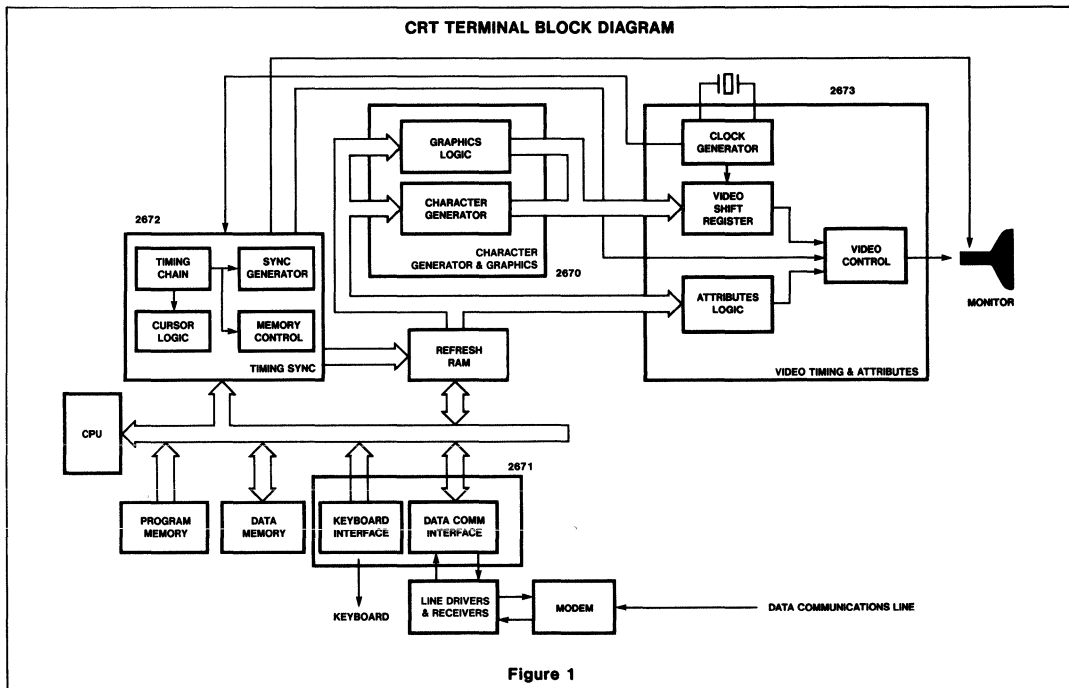 CRT TERMINAL BLOCK DIAGRAM
2673
CLOCK
GENERATOR
GRAPHICS
LOGIC
CHARACTER
GENERATOR
VIDEO
SHIFT
REGISTER
2672
TIMING
CHAIN
SYNC
GENERATOR
CHARACTER
GENERATOR & GRAPHICS
VIDEO
CONTROL
2670
MONITOR
ATTRIBUTES
LOGIC
CURSOR
LOGIC
MEMORY
CONTROL
REFRESH
RAM
TIMING SYNC
VIDEO TIMING & ATTRIBUTES
CPU
2671
PROGRAM
MEMORY
DATA
MEMORY
KEYBOARD
INTERFACE
DATA COMM
INTERFACE
KEYBOARD
LINE DRIVERS
& RECEIVERS
MODEM
DATA COMMUNICATIONS LINE
Figure 1